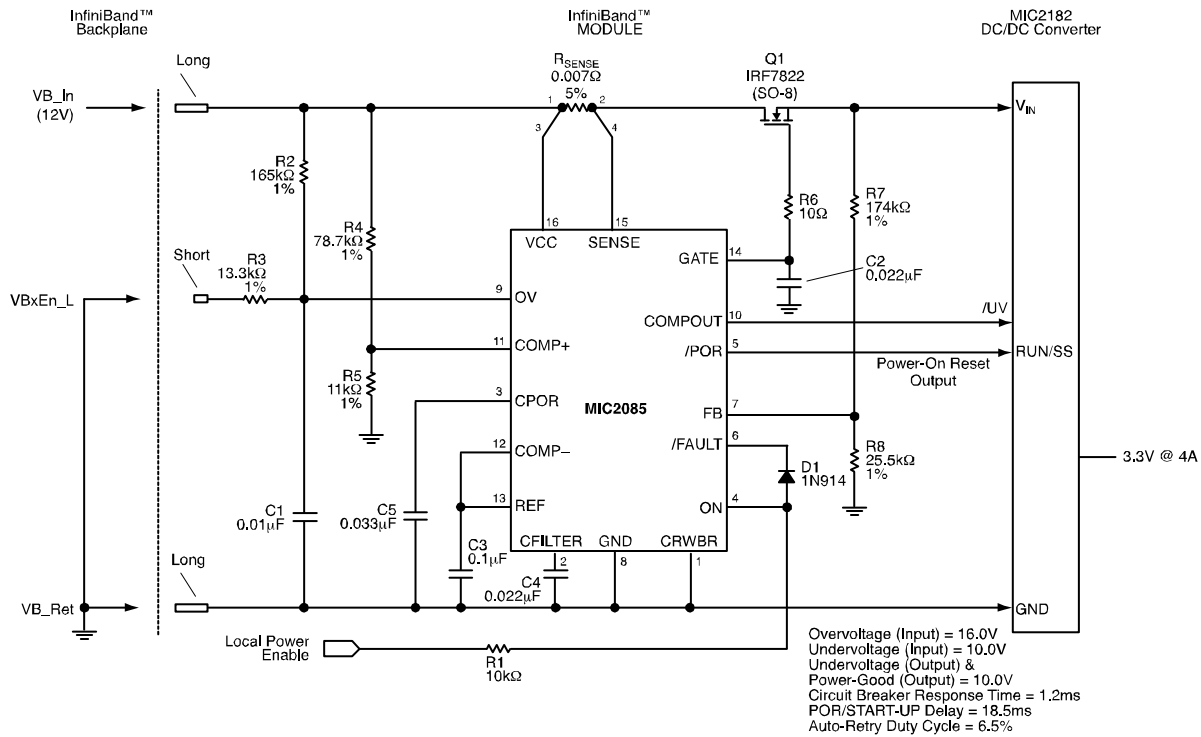 InfiniBand™
Backplane
InfiniBand™
MODULE
MIC2182
DC/DC Converter
Long
RSENSE
0.007Ω
5%
Q1
IRF7822
(SO-8)
VB_In
(12V)
1
2
3
4
VIN
R2
165kΩ
1%
R4
78.7kΩ
1%
16
VCC
15
SENSE
R6
10Ω
R7
174kΩ
1%
GATE
14
C2
0.022µF
Short
R3
13.3kΩ
1%
VBxEn_L
9
OV
COMPOUT
10
/UV
11
COMP+
/POR
5
RUN/SS
Power-On Reset
Output
R5
11kΩ
1%
3
CPOR
MIC2085
FB
7
/FAULT
6
12
COMP–
R8
25.5kΩ
1%
D1
1N914
3.3V @ 4A
13
REF
ON
4
C1
0.01µF
C5
0.033µF
C3
0.1µF
CFILTER
GND
CRWBR
2
8
1
C4
0.022µF
Long
VB_Ret
GND
Local Power
Enable
R1
10kΩ
Overvoltage (Input) = 16.0V
Undervoltage (Input) = 10.0V
Undervoltage (Output) &
Power-Good (Output) = 10.0V
Circuit Breaker Response Time = 1.2ms
POR/START-UP Delay = 18.5ms
Auto-Retry Duty Cycle = 6.5%